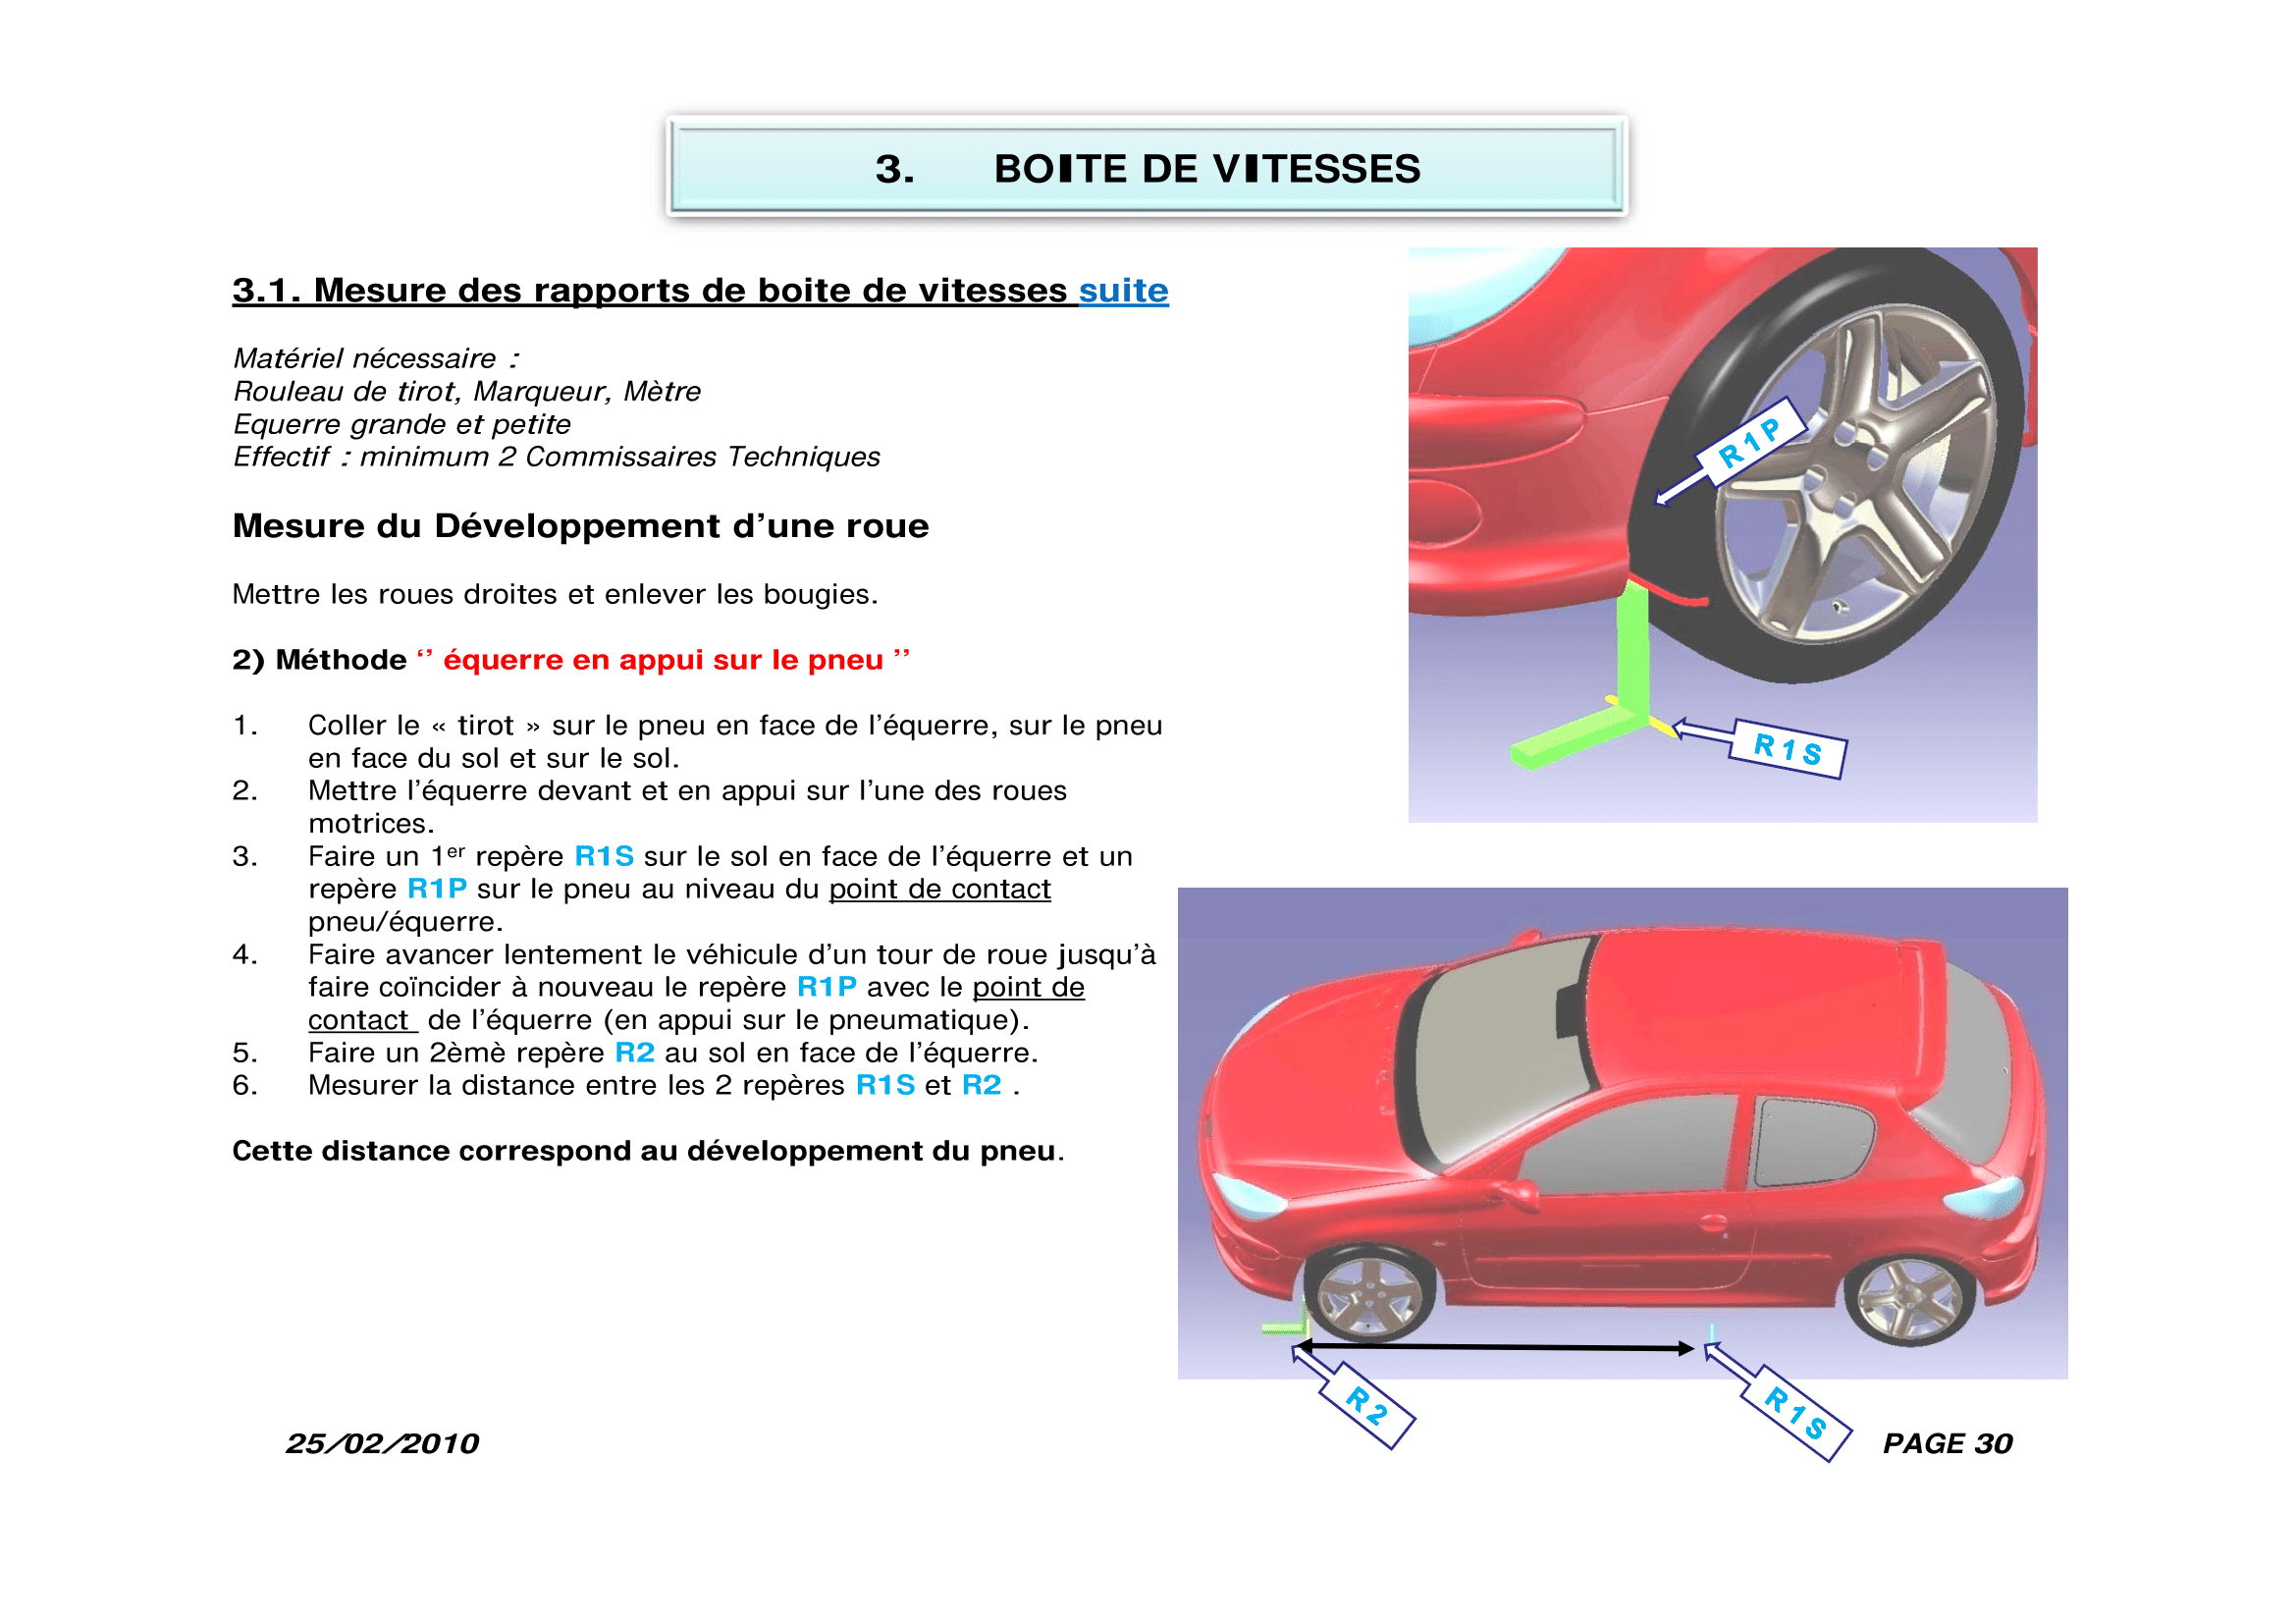 3. BOITE DE VITESSES
3.1. Mesure des rapports de boite de vitesses suite
Matériel nécessaire :
Rouleau de tirot, Marqueur, Mètre
Equerre grande et petite
Effectif : minimum 2 Commissaires Techniques
Mesure du Développement d’une roue
Mettre les roues droites et enlever les bougies.
2) Méthode ‘’ équerre en appui sur le pneu ’’
1. Coller le « tirot » sur le pneu en face de l’équerre, sur le pneu
en face du sol et sur le sol.
2. Mettre l’équerre devant et en appui sur l’une des roues
motrices.
3. Faire un 1er repère R1S sur le sol en face de l’équerre et un
repère R1P sur le pneu au niveau du point de contact
pneu/équerre.
4. Faire avancer lentement le véhicule d’un tour de roue jusqu’à
faire coïncider à nouveau le repère R1P avec le point de
contact de l’équerre (en appui sur le pneumatique).
5. Faire un 2èmè repère R2 au sol en face de l’équerre.
6. Mesurer la distance entre les 2 repères R1S et R2 .
Cette distance correspond au développement du pneu.
R 1 P
R 1 S
R 2
R 1 S
25/02/2010
PAGE 30